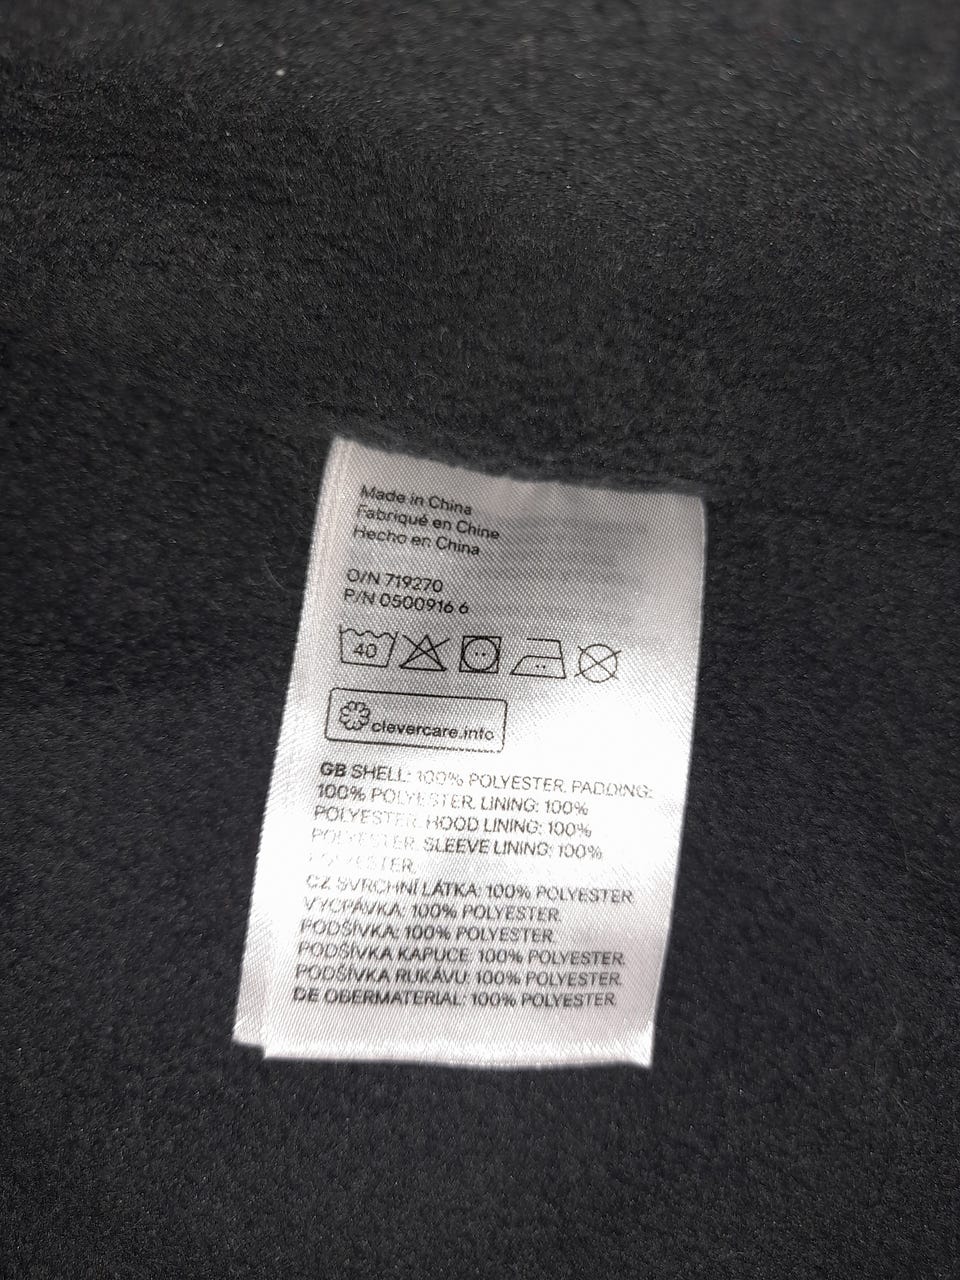 Made in China
Fabriqué en Chine
Hecho en China
O/N 719270
P/N 0500916 6
40
clevercare.info
GB SHELL: 100% POLYESTER. PADDING:
100% POLYESTER. LINING: 100%
POLYESTER. HOOD LINING: 100%
POLYESTER. SLEEVE LINING: 100%
POLYESTER.
CZ SVRCHNÍ LÁTKA: 100% POLYESTER.
VÝCPÁVKA: 100% POLYESTER.
PODŠÍVKA: 100% POLYESTER.
PODŠÍVKA KAPUCE: 100% POLYESTER.
PODŠÍVKA RUKÁVU: 100% POLYESTER.
DE OBERMATERIAL: 100% POLYESTER.